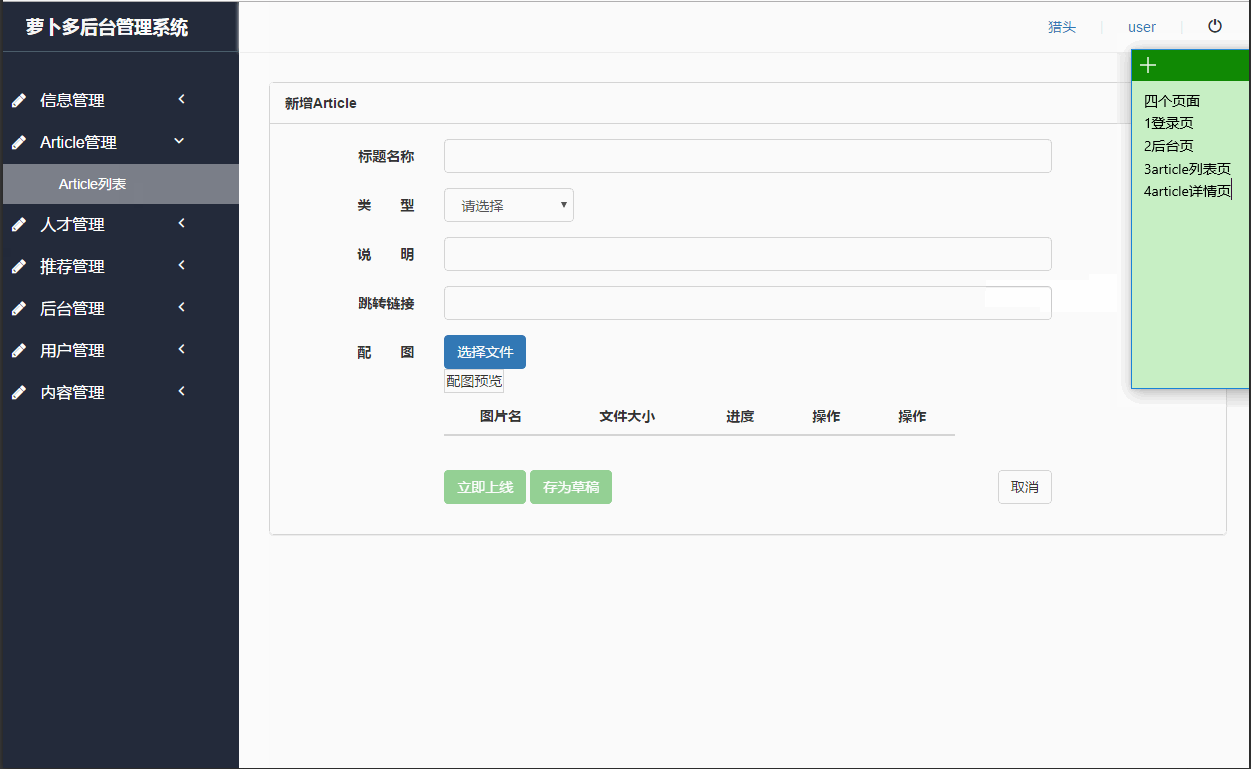 萝卜多后台管理系统
猎头
user
信息管理
Article管理
Article列表
人才管理
推荐管理
后台管理
用户管理
内容管理
新增Article
标题名称
类 型
请选择
说 明
跳转链接
配 图
选择文件
配图预览
图片名 文件大小 进度 操作 操作
立即上线 存为草稿 取消
四个页面
1登录页
2后台页
3article列表页
4article详情页